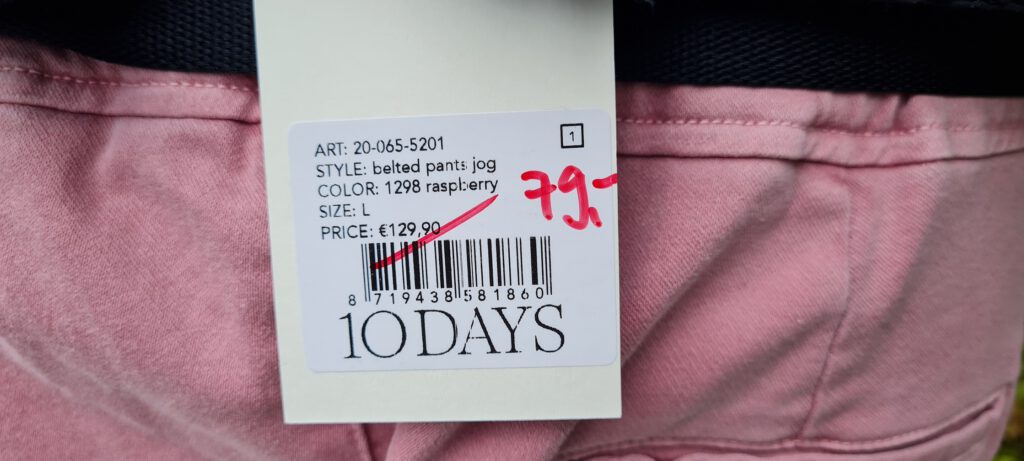 ART: 20-065-5201
1
STYLE: belted pants jog
COLOR: 1298 raspberry
79,-
SIZE: L
PRICE: €129,90
8 719438 581860
10DAYS